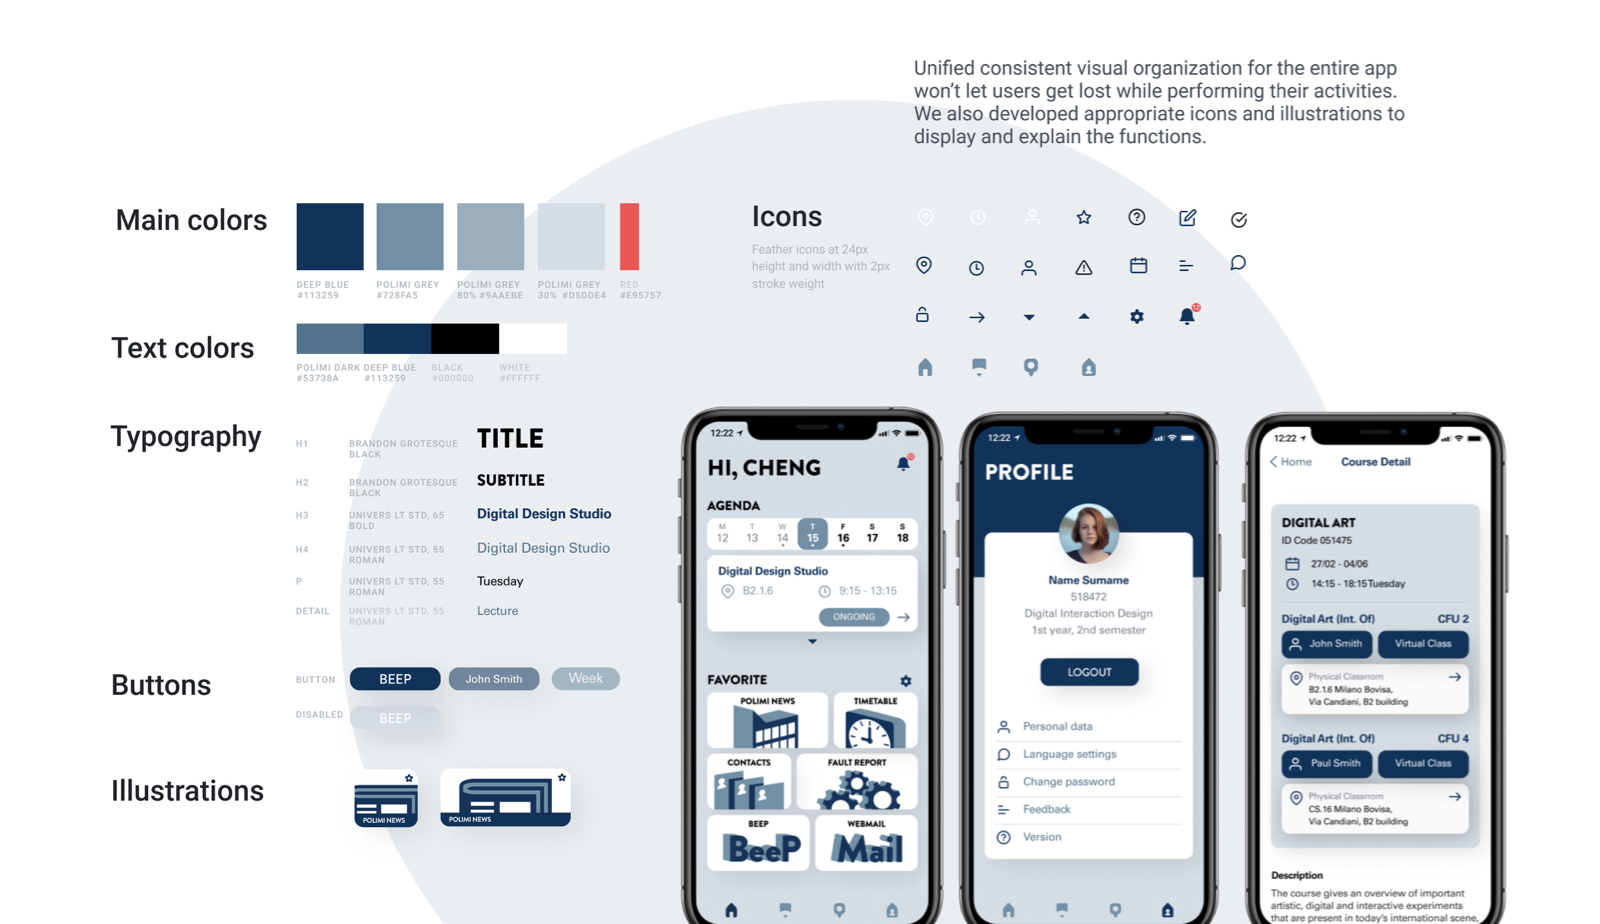 Unified consistent visual organization for the entire app
won't let users get lost while performing their activities.
We also developed appropriate icons and illustrations to
display and explain the functions.
Main colors
DEEP BLUE
#113259
POLIMI GREY
#728FA5
POLIMI GREY
80% #9AAEBE
POLIMI GREY
30% #D5DDE4
RED
#E95757
Text colors
POLIMI DARK
#53738A
DEEP BLUE
#113259
BLACK
#000000
WHITE
#FFFFFF
Typography
H1
BRANDON GROTESQUE
BLACK
TITLE
H2
BRANDON GROTESQUE
BLACK
SUBTITLE
H3
UNIVERS LT STD, 65
BOLD
Digital Design Studio
H4
UNIVERS LT STD, 55
ROMAN
Digital Design Studio
P
UNIVERS LT STD, 55
ROMAN
Tuesday
DETAIL
UNIVERS LT STD, 55
ROMAN
Lecture
Buttons
BUTTON
BEEP
John Smith
Week
DISABLED
BEEP
Illustrations
POLIMI NEWS
POLIMI NEWS
Icons
Feather icons at 24px
height and width with 2px
stroke weight
12
12:22
HI, CHENG
AGENDA
M T W T F S S
12 13 14 15 16 17 18
Digital Design Studio
B2.1.6 9:15 - 13:15
ONGOING
FAVORITE
POLIMI NEWS
TIMETABLE
CONTACTS
FAULT REPORT
BEEP
BeeP
WEBMAIL
Mail
12:22
PROFILE
Name Surname
518472
Digital Interaction Design
1st year, 2nd semester
LOGOUT
Personal data
Language settings
Change password
Feedback
Version
12:22
Home
Course Detail
DIGITAL ART
ID Code 051475
27/02 - 04/06
14:15 - 18:15Tuesday
Digital Art (Int. Of) CFU 2
John Smith
Virtual Class
Physical Classrrom
B2.1.6 Milano Bovisa,
Via Candiani, B2 building
Digital Art (Int. Of) CFU 4
Paul Smith
Virtual Class
Physical Classrrom
CS.16 Milano Bovisa,
Via Candiani, B2 building
Description
The course gives an overview of important
artistic, digital and interactive experiments
that are present in today's international scene,